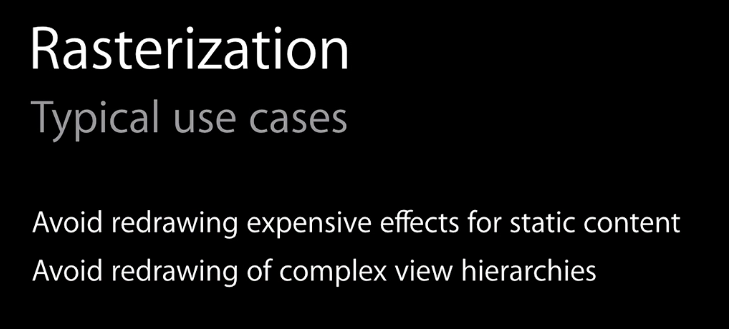 Rasterization
Typical use cases
Avoid redrawing expensive effects for static content
Avoid redrawing of complex view hierarchies